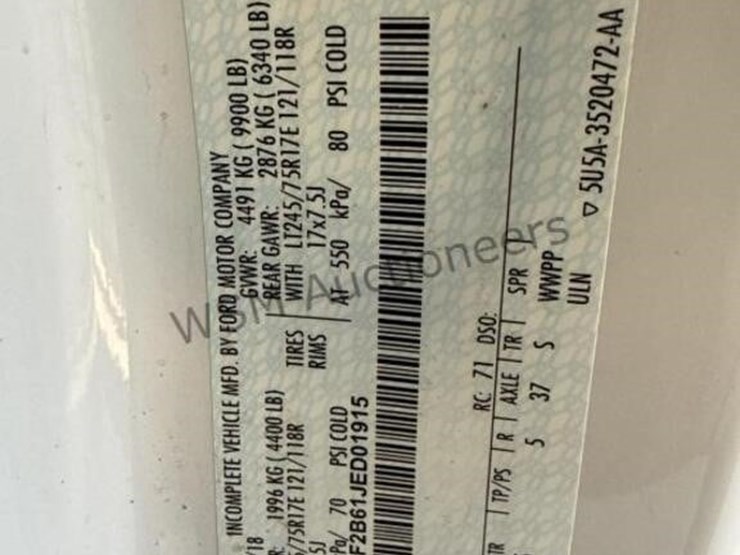 INCOMPLETE VEHICLE MFD. BY FORD MOTOR COMPANY
/18 GVWR: 4491 KG ( 9900 LB)
R: 1996 KG ( 4400 LB) REAR GAWR: 2876 KG ( 6340 LB)
/75R17E 121/118R TIRES WITH LT245/75R17E 121/118R
5J RIMS 17x7.5J
Pa/ 70 PSI COLD AT 550 kPa/ 80 PSI COLD
F2B61JED01915
RC: 71 DSO:
TR TP/PS R AXLE TR SPR
5 37 S WWPP
ULN ▽ 5U5A-3520472-AA
WSM Auctioneers